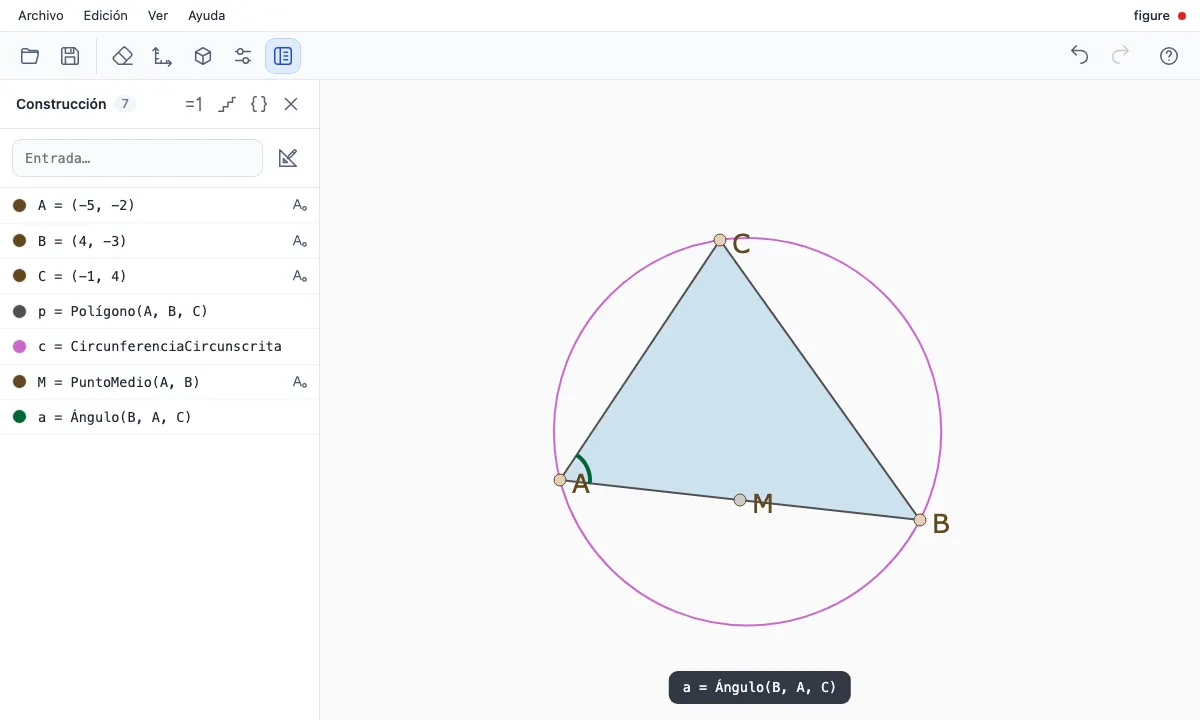 Archivo Edición Ver Ayuda figure
Construcción 7 =1 {}
Entrada…
A = (−5, −2) A
B = (4, −3) A
C = (−1, 4) A
p = Polígono(A, B, C)
c = CircunferenciaCircunscrita
M = PuntoMedio(A, B) A
a = Ángulo(B, A, C)
C
A
M
B
a = Ángulo(B, A, C)